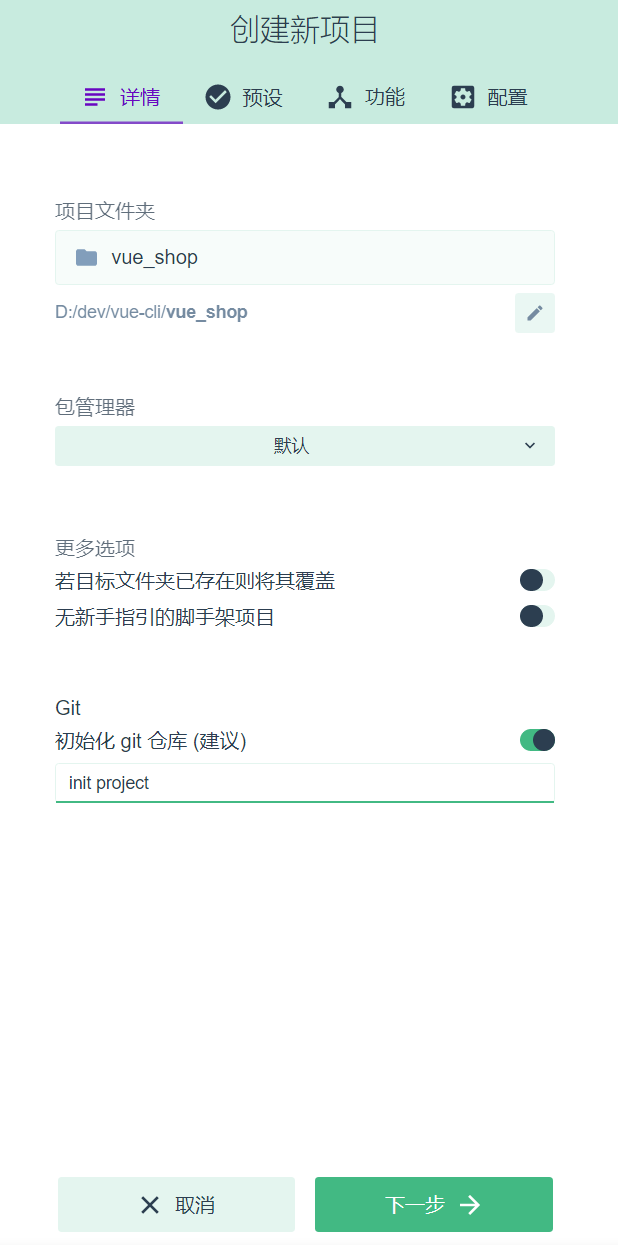 创建新项目
详情 预设 功能 配置
项目文件夹
vue_shop
D:/dev/vue-cli/vue_shop
包管理器
默认
更多选项
若目标文件夹已存在则将其覆盖
无新手指引的脚手架项目
Git
初始化 git 仓库 (建议)
init project
取消 下一步